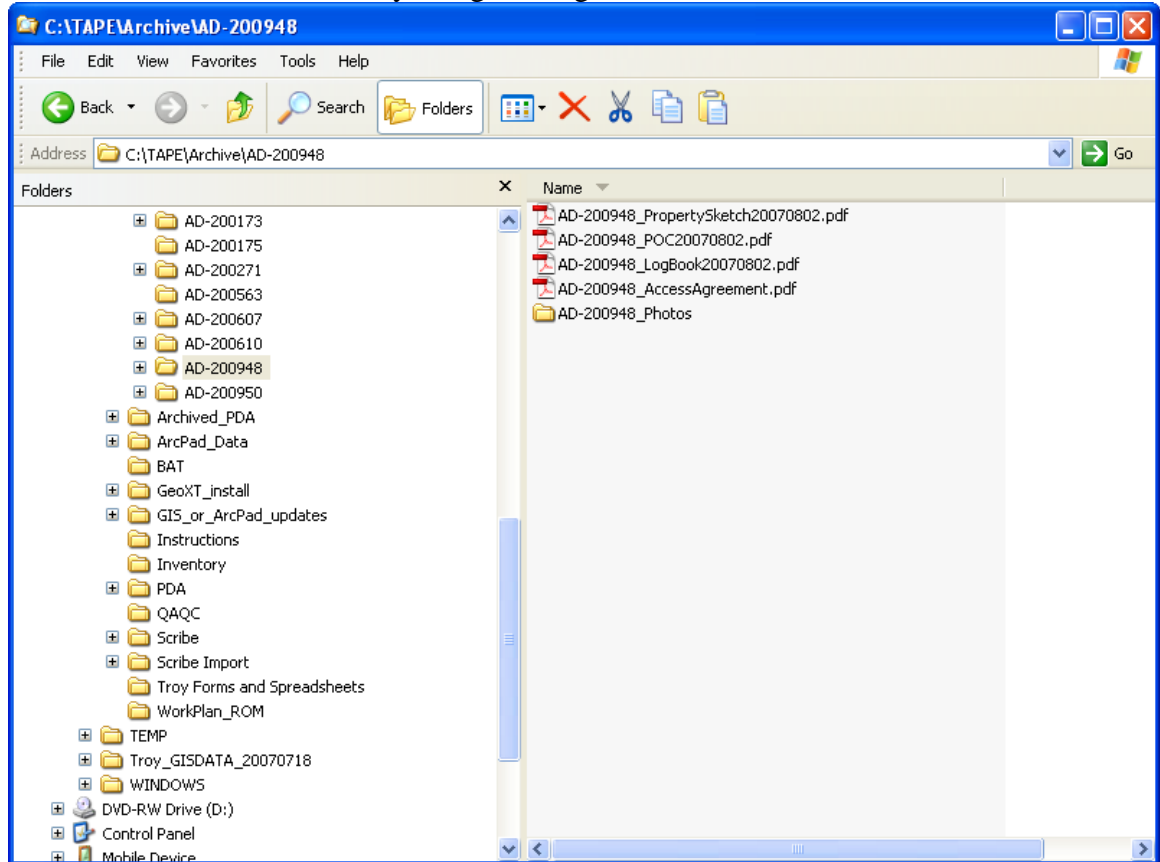 C:\TAPE\Archive\AD-200948
File Edit View Favorites Tools Help
Back Search Folders
Address C:\TAPE\Archive\AD-200948 Go
Folders
AD-200173
AD-200175
AD-200271
AD-200563
AD-200607
AD-200610
AD-200948
AD-200950
Archived_PDA
ArcPad_Data
BAT
GeoXT_install
GIS_or_ArcPad_updates
Instructions
Inventory
PDA
QAQC
Scribe
Scribe Import
Troy Forms and Spreadsheets
WorkPlan_ROM
TEMP
Troy_GISDATA_20070718
WINDOWS
DVD-RW Drive (D:)
Control Panel
Mobile Device
Name
AD-200948_PropertySketch20070802.pdf
AD-200948_POC20070802.pdf
AD-200948_LogBook20070802.pdf
AD-200948_AccessAgreement.pdf
AD-200948_Photos